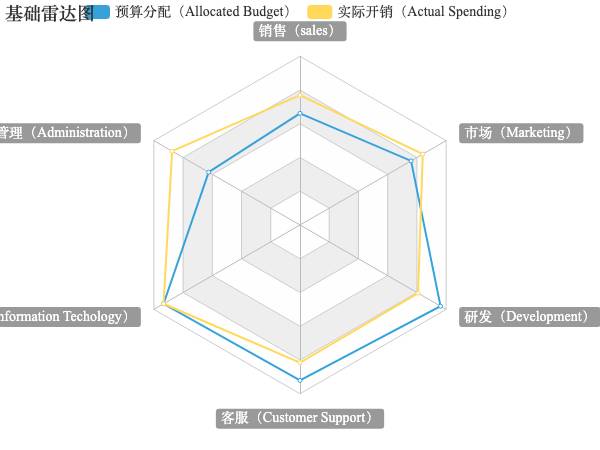 基础雷达图
预算分配（Allocated Budget）
实际开销（Actual Spending）
销售（sales）
管理（Administration）
市场（Marketing）
nformation Techology）
研发（Development）
客服（Customer Support）